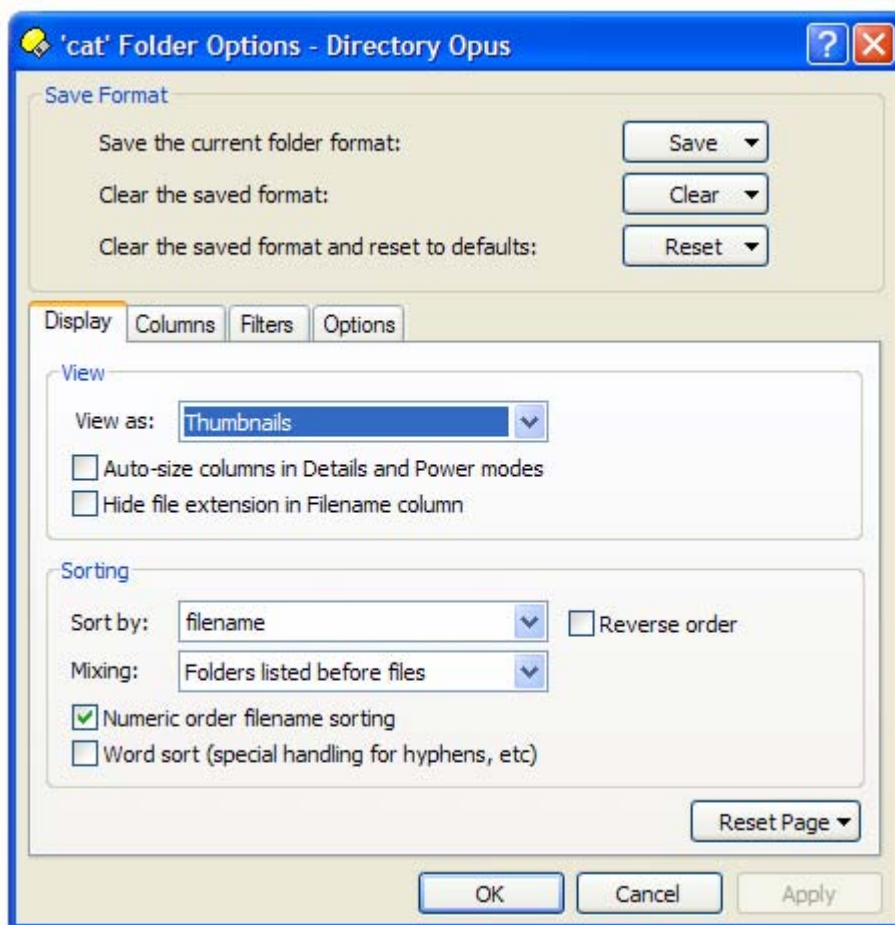 'cat' Folder Options - Directory Opus
?
Save Format
Save the current folder format: Save
Clear the saved format: Clear
Clear the saved format and reset to defaults: Reset
Display Columns Filters Options
View
View as: Thumbnails
Auto-size columns in Details and Power modes
Hide file extension in Filename column
Sorting
Sort by: filename Reverse order
Mixing: Folders listed before files
Numeric order filename sorting
Word sort (special handling for hyphens, etc)
Reset Page
OK Cancel Apply